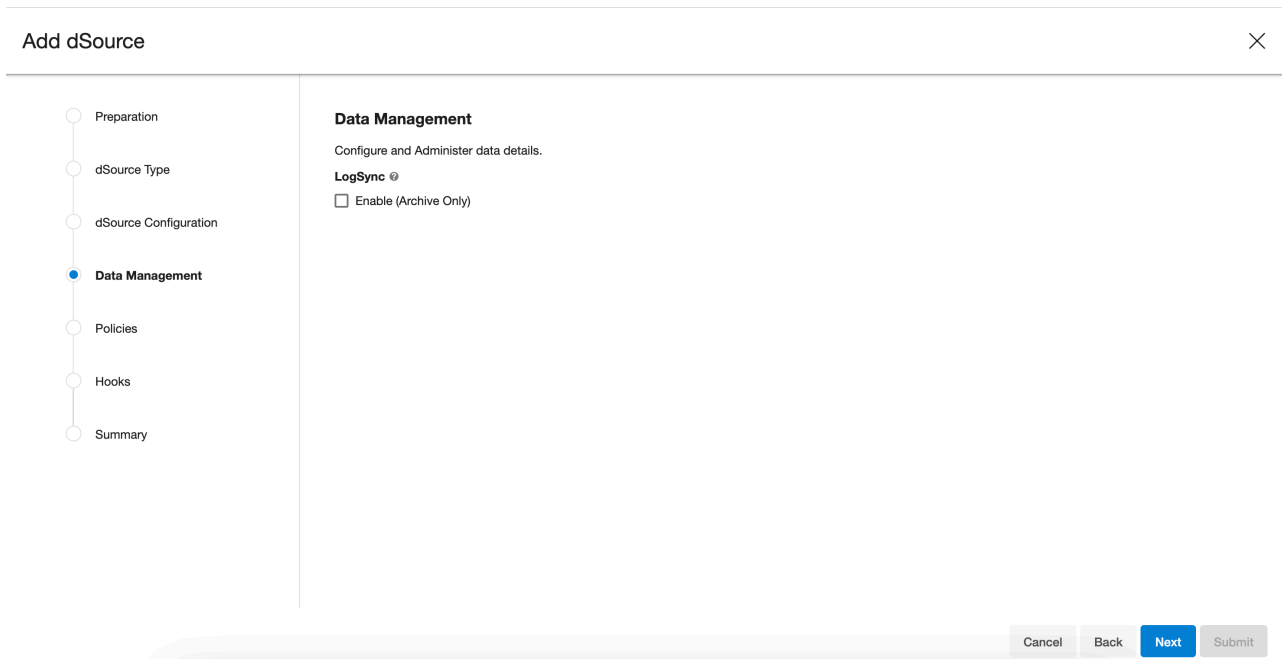 Add dSource
Preparation
dSource Type
dSource Configuration
Data Management
Policies
Hooks
Summary
Data Management
Configure and Administer data details.
LogSync
Enable (Archive Only)
Cancel Back Next Submit